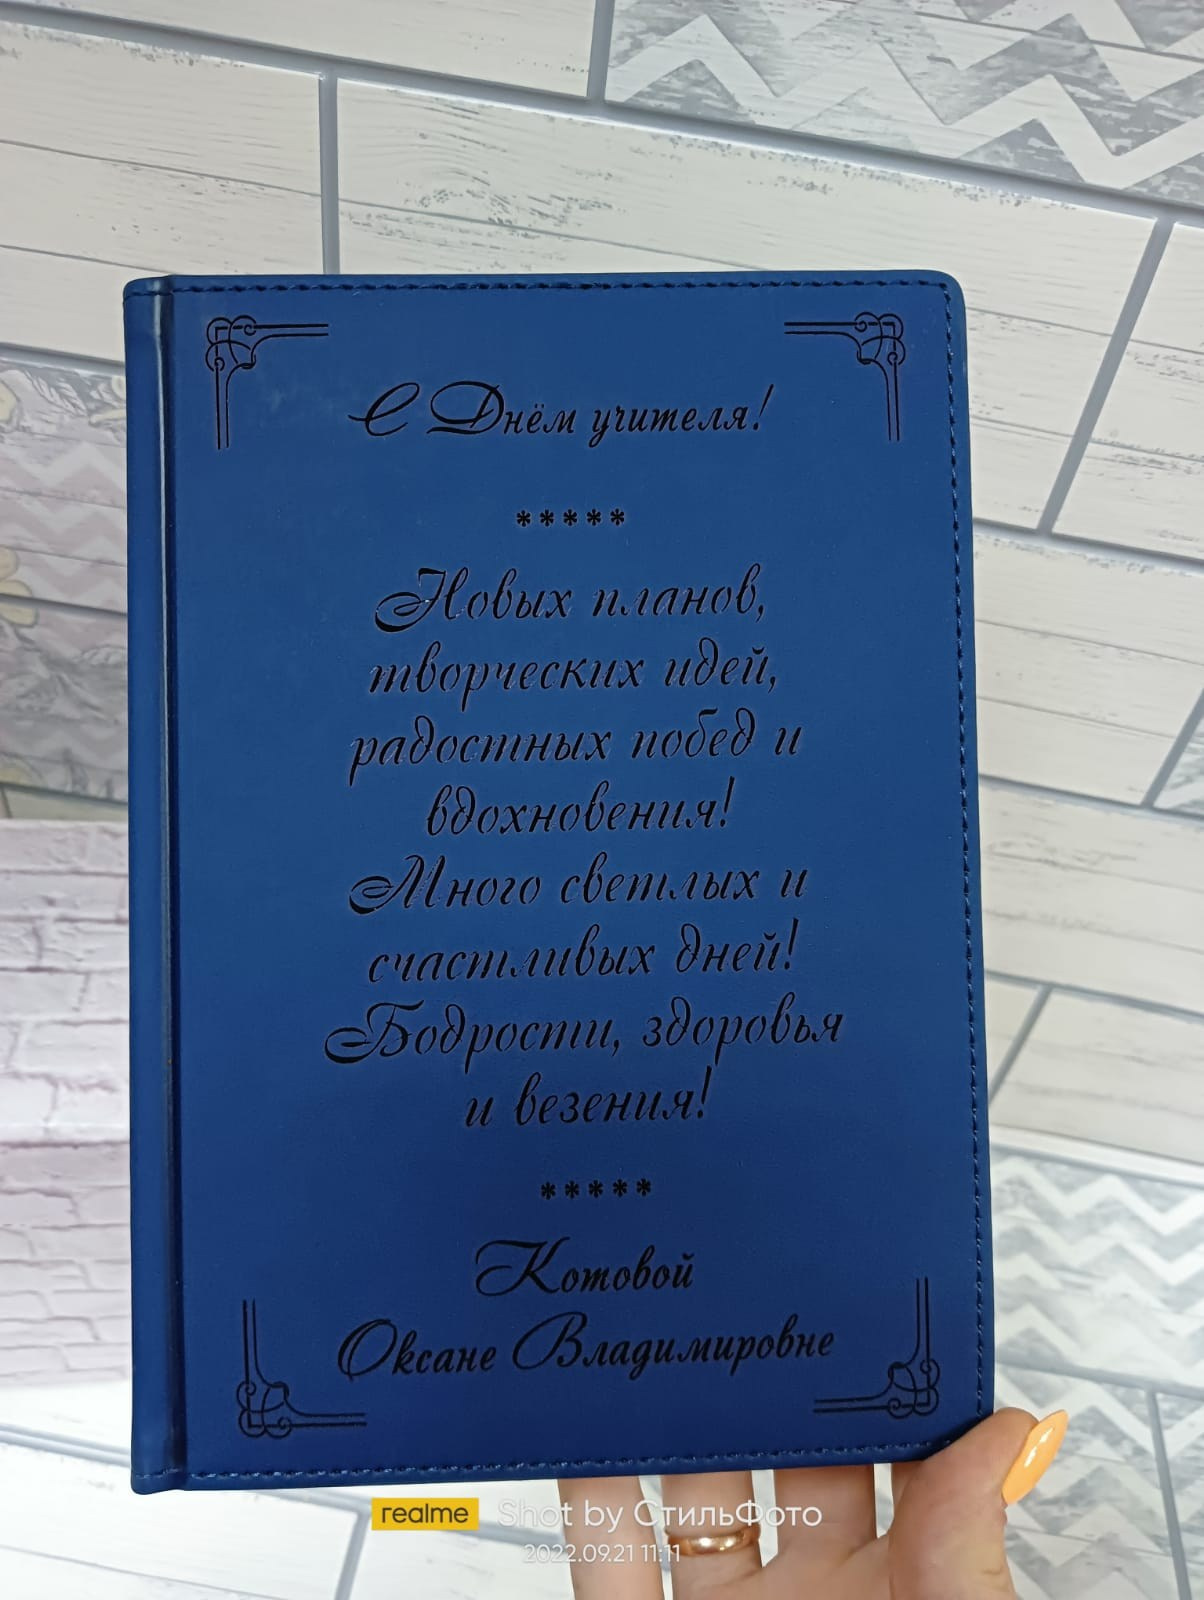 С Днём учителя!
*****
Новых планов,
творческих идей,
радостных побед и
вдохновения!
Много светлых и
счастливых дней!
Бодрости, здоровья
и везения!
*****
Котовой
Оксане Владимировне
realme Shot by СтильФото
2022.09.21 11:11